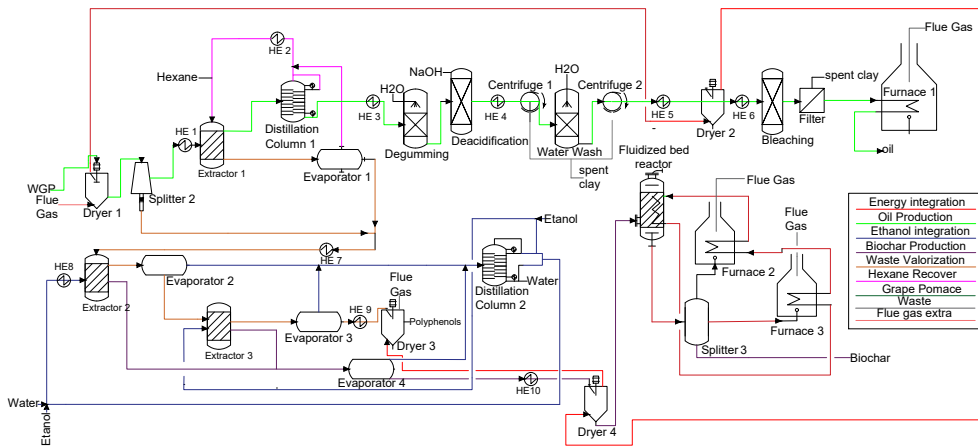 Flue Gas
HE 2
Hexane
NaOH
H2O
H2O
Centrifuge 1
Centrifuge 2
spent clay
Furnace 1
HE 1
HE 3
HE 4
HE 5
HE 6
Distillation
Column 1
Degumming
Deacidification
Water Wash
Dryer 2
Bleaching
Filter
oil
Extractor 1
Evaporator 1
spent
clay
WGP
Flue
Gas
Dryer 1
Splitter 2
Fluidized bed
reactor
Flue Gas
Flue
Gas
Energy integration
Oil Production
Ethanol integration
Biochar Production
Waste Valorization
Hexane Recover
Grape Pomace
Waste
Flue gas extra
Etanol
HE 7
HE8
Evaporator 2
Extractor 2
Water
Distillation
Column 2
Flue
Gas
HE 9
Polyphenols
Extractor 3
Evaporator 3
Dryer 3
Furnace 2
Furnace 3
Splitter 3
Biochar
Evaporator 4
HE10
Dryer 4
Water
Etanol